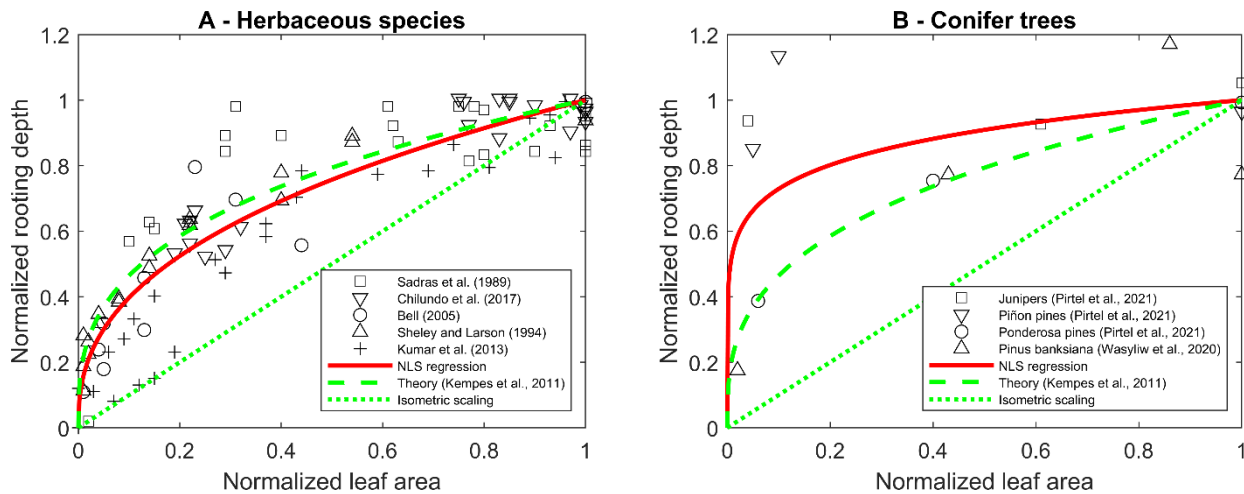 A - Herbaceous species
Normalized rooting depth
1.2
1
0.8
0.6
0.4
0.2
0
Sadras et al. (1989)
Chilundo et al. (2017)
Bell (2005)
Sheley and Larson (1994)
Kumar et al. (2013)
NLS regression
Theory (Kempes et al., 2011)
Isometric scaling
0 0.2 0.4 0.6 0.8 1
Normalized leaf area
B - Conifer trees
Normalized rooting depth
1.2
1
0.8
0.6
0.4
0.2
0
Junipers (Pirtel et al., 2021)
Piñon pines (Pirtel et al., 2021)
Ponderosa pines (Pirtel et al., 2021)
Pinus banksiana (Wasyliw et al., 2020)
NLS regression
Theory (Kempes et al., 2011)
Isometric scaling
0 0.2 0.4 0.6 0.8 1
Normalized leaf area